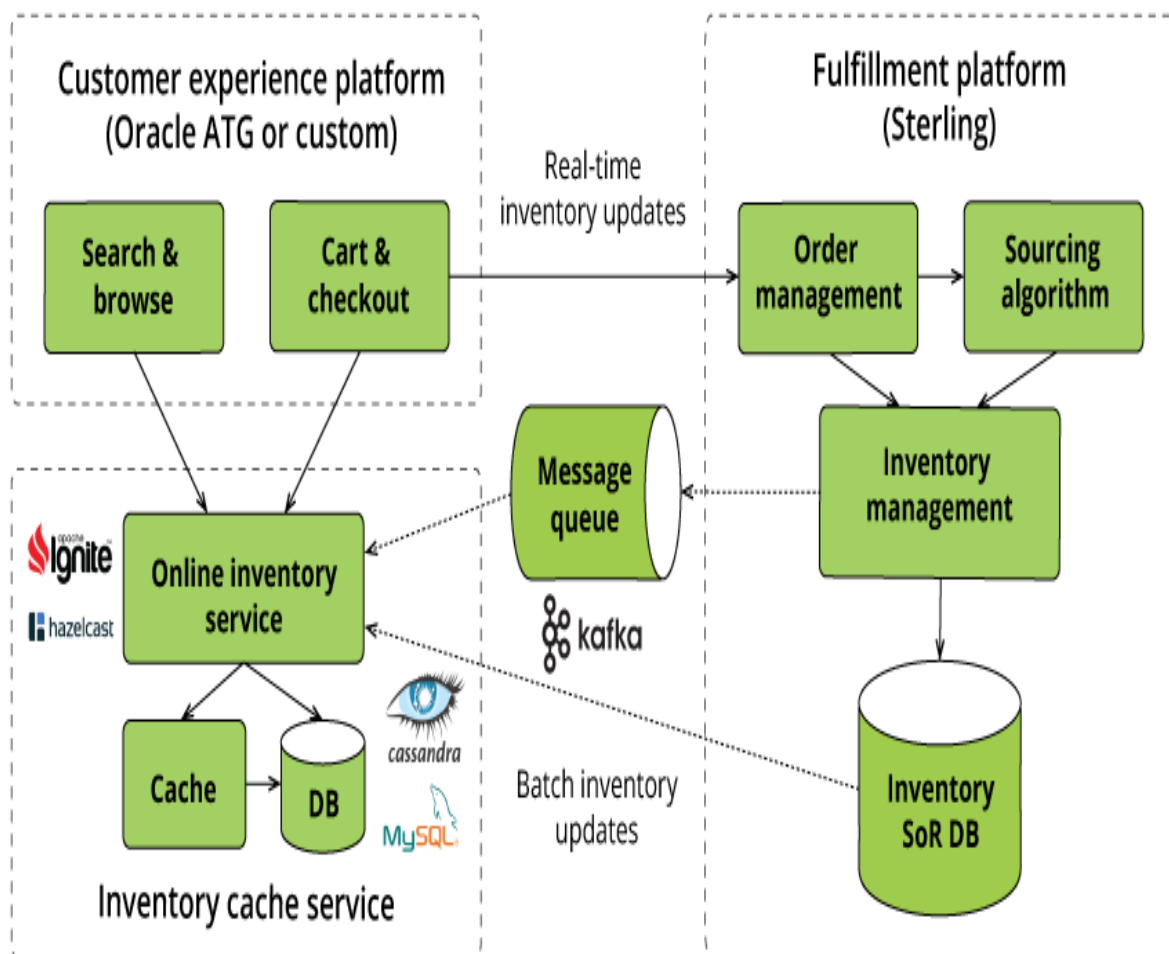 Customer experience platform
(Oracle ATG or custom)
Search &
browse
Cart &
checkout
Real-time
inventory updates
Fulfillment platform
(Sterling)
Order
management
Sourcing
algorithm
Message
queue
kafka
Inventory
management
apache
Ignite
hazelcast
Online inventory
service
Cache
DB
cassandra
MySQL
Inventory cache service
Batch inventory
updates
Inventory
SoR DB